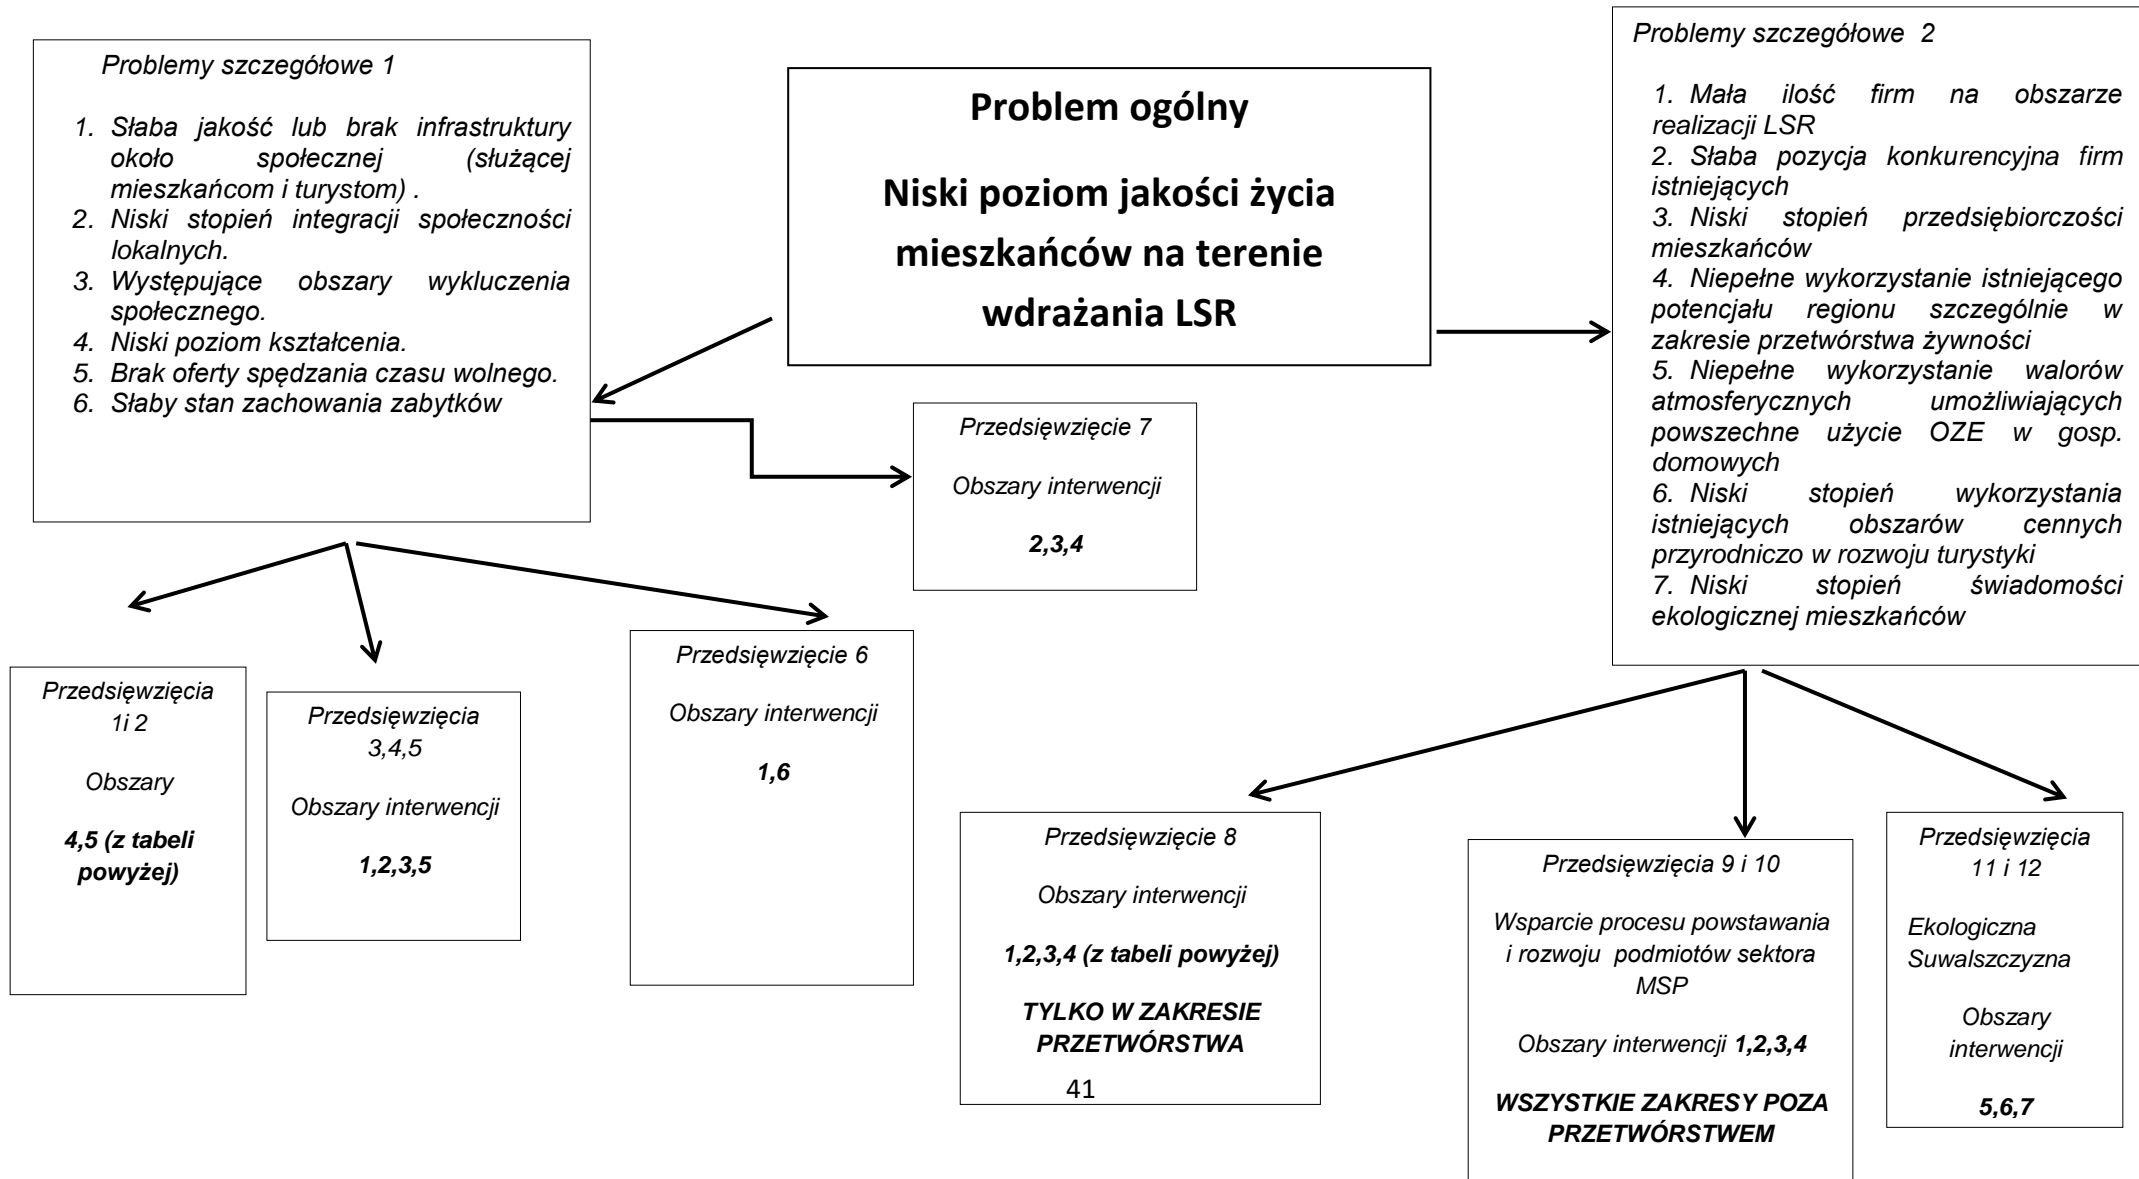 Problemy szczegółowe 1
1. Słaba jakość lub brak infrastruktury
około społecznej (służącej
mieszkańcom i turystom) .
2. Niski stopień integracji społeczności
lokalnych.
3. Występujące obszary wykluczenia
społecznego.
4. Niski poziom kształcenia.
5. Brak oferty spędzania czasu wolnego.
6. Słaby stan zachowania zabytków
Problem ogólny
Niski poziom jakości życia
mieszkańców na terenie
wdrażania LSR
Problemy szczegółowe 2
1. Mała ilość firm na obszarze
realizacji LSR
2. Słaba pozycja konkurencyjna firm
istniejących
3. Niski stopień przedsiębiorczości
mieszkańców
4. Niepełne wykorzystanie istniejącego
potencjału regionu szczególnie w
zakresie przetwórstwa żywności
5. Niepełne wykorzystanie walorów
atmosferycznych umożliwiających
powszechne użycie OZE w gosp.
domowych
6. Niski stopień wykorzystania
istniejących obszarów cennych
przyrodniczo w rozwoju turystyki
7. Niski stopień świadomości
ekologicznej mieszkańców
Przedsięwzięcie 7
Obszary interwencji
2,3,4
Przedsięwzięcia
1i 2
Obszary
4,5 (z tabeli
powyżej)
Przedsięwzięcia
3,4,5
Obszary interwencji
1,2,3,5
Przedsięwzięcie 6
Obszary interwencji
1,6
Przedsięwzięcie 8
Obszary interwencji
1,2,3,4 (z tabeli powyżej)
TYLKO W ZAKRESIE
PRZETWÓRSTWA
41
Przedsięwzięcia 9 i 10
Wsparcie procesu powstawania
i rozwoju podmiotów sektora
MSP
Obszary interwencji 1,2,3,4
WSZYSTKIE ZAKRESY POZA
PRZETWÓRSTWEM
Przedsięwzięcia
11 i 12
Ekologiczna
Suwalszczyzna
Obszary
interwencji
5,6,7